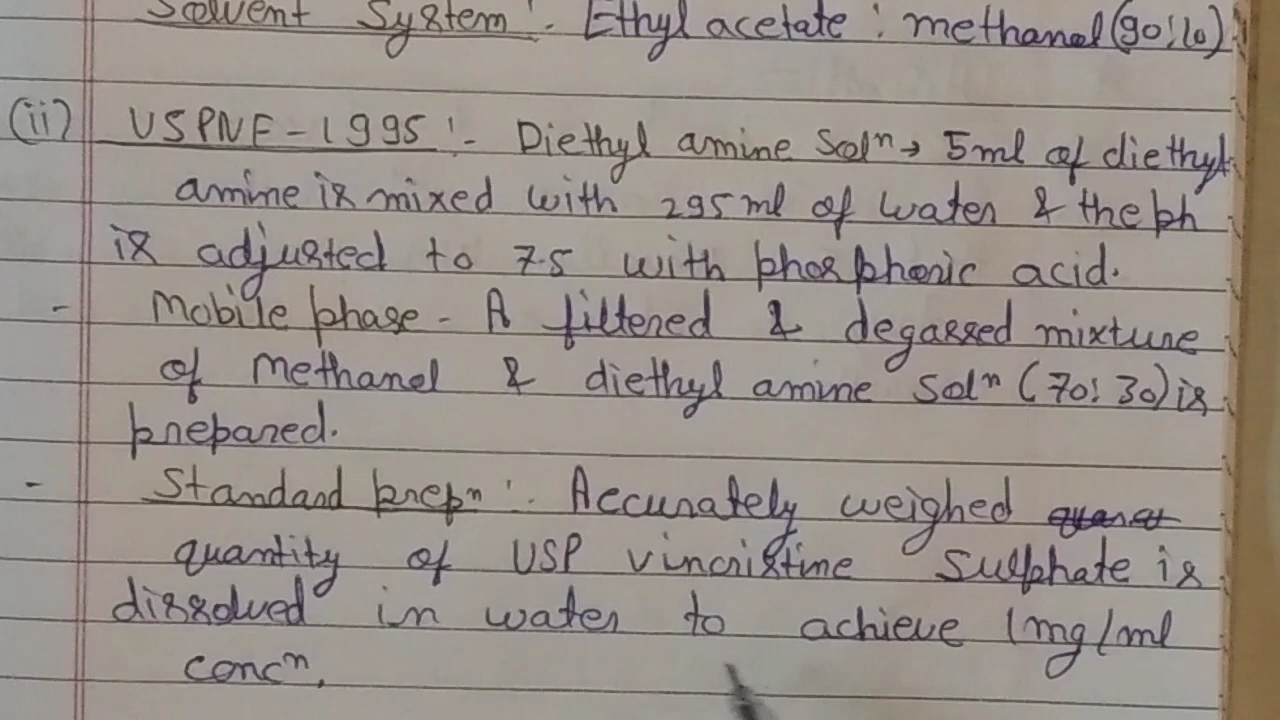 Solvent System :- Ethyl acetate : methanol (90:10)
(ii) USPNF-1995 :- Diethyl amine Solⁿ → 5ml of diethyl
amine is mixed with 295ml of water & the ph
is adjusted to 7.5 with phosphoric acid.
- Mobile phase - A filtered & degassed mixture
of methanol & diethyl amine Solⁿ (70:30) is
prepared.
- Standard prepⁿ :- Accurately weighed
quantity of USP vincristine Sulphate is
dissolved in water to achieve 1mg/ml
concⁿ.